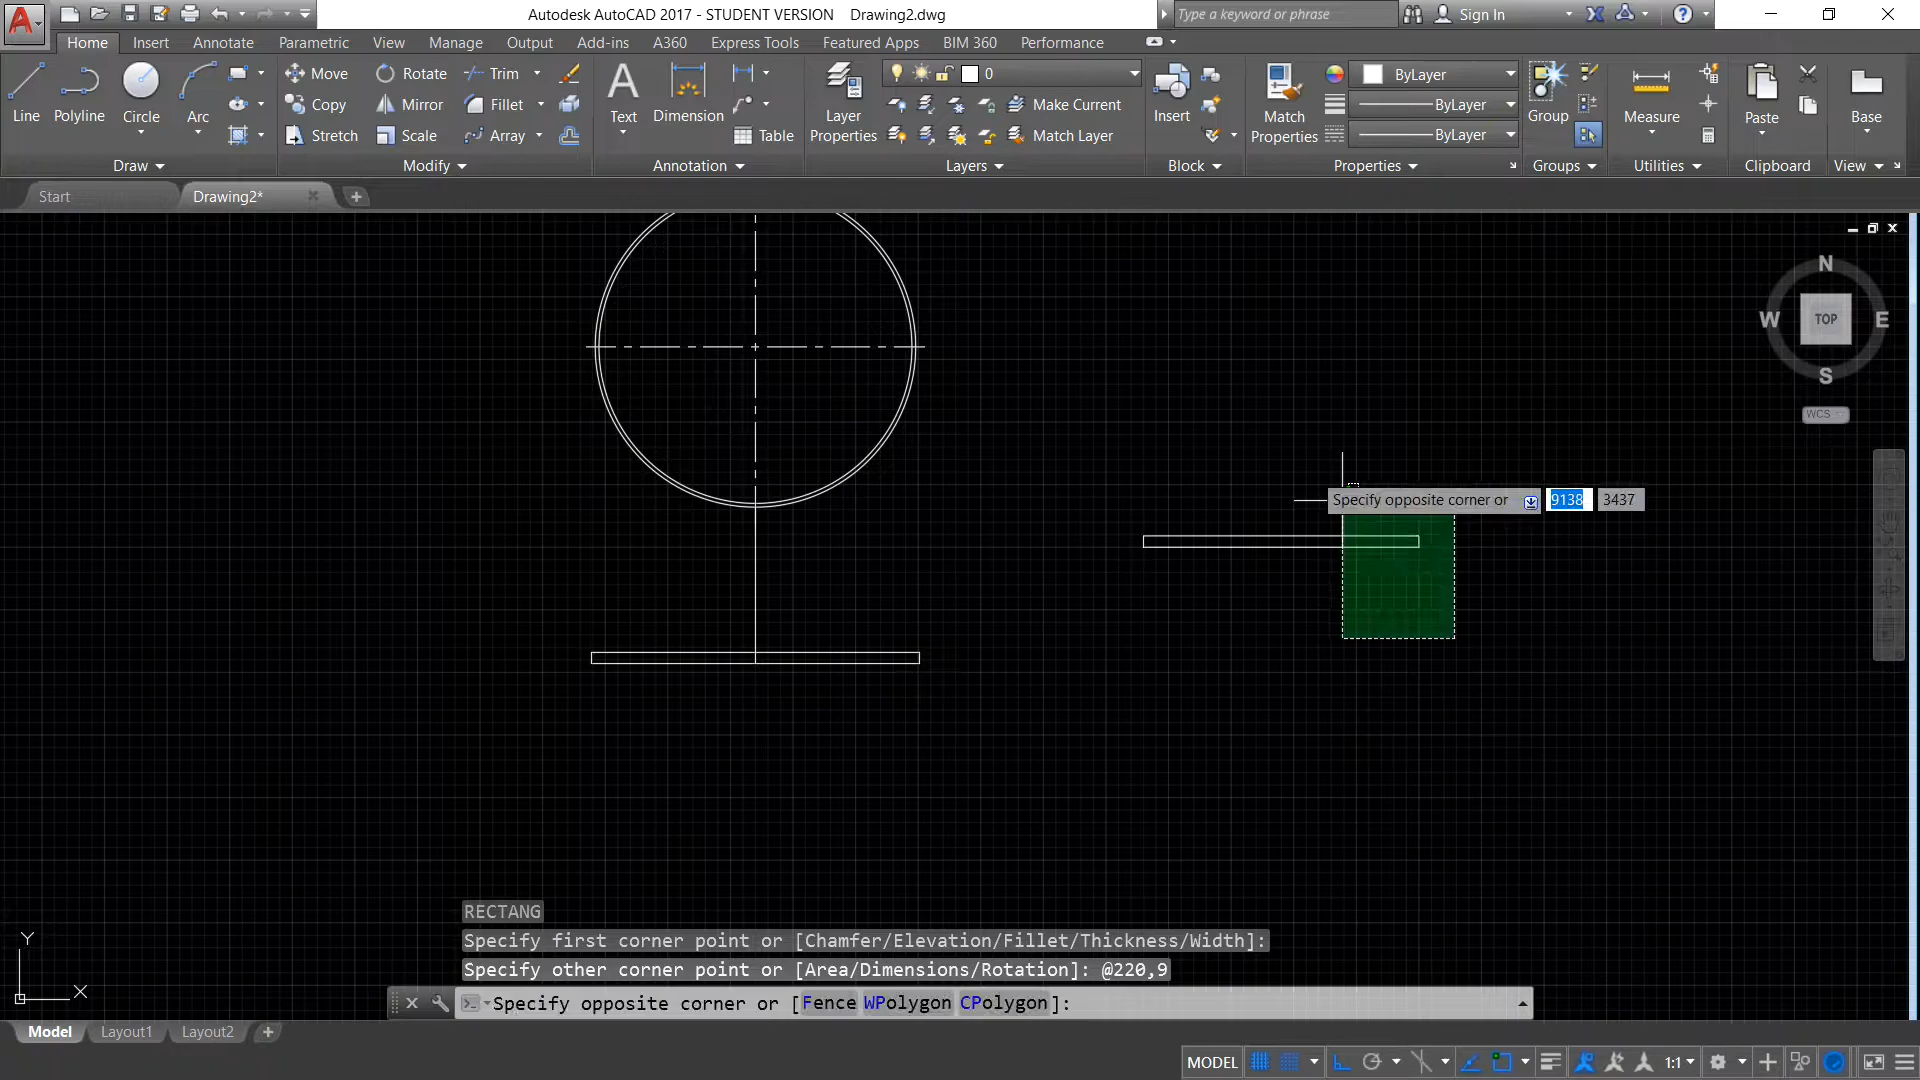 Autodesk AutoCAD 2017 - STUDENT VERSION Drawing2.dwg
Type a keyword or phrase
Sign In
Home Insert Annotate Parametric View Manage Output Add-ins A360 Express Tools Featured Apps BIM 360 Performance
Line
Polyline
Circle
Arc
Draw
Move
Rotate
Trim
Copy
Mirror
Fillet
Stretch
Scale
Array
Modify
Text
Dimension
Table
Annotation
Layer
Properties
0
Make Current
Match Layer
Layers
Insert
Block
Match
Properties
ByLayer
ByLayer
ByLayer
Properties
Group
Groups
Measure
Utilities
Paste
Clipboard
Base
View
Start
Drawing2*
N
W
TOP
E
S
WCS
Specify opposite corner or 9138 3437
RECTANG
Specify first corner point or [Chamfer/Elevation/Fillet/Thickness/Width]:
Specify other corner point or [Area/Dimensions/Rotation]: @220,9
Specify opposite corner or [Fence WPolygon CPolygon]:
Y
X
Model Layout1 Layout2
MODEL
1:1